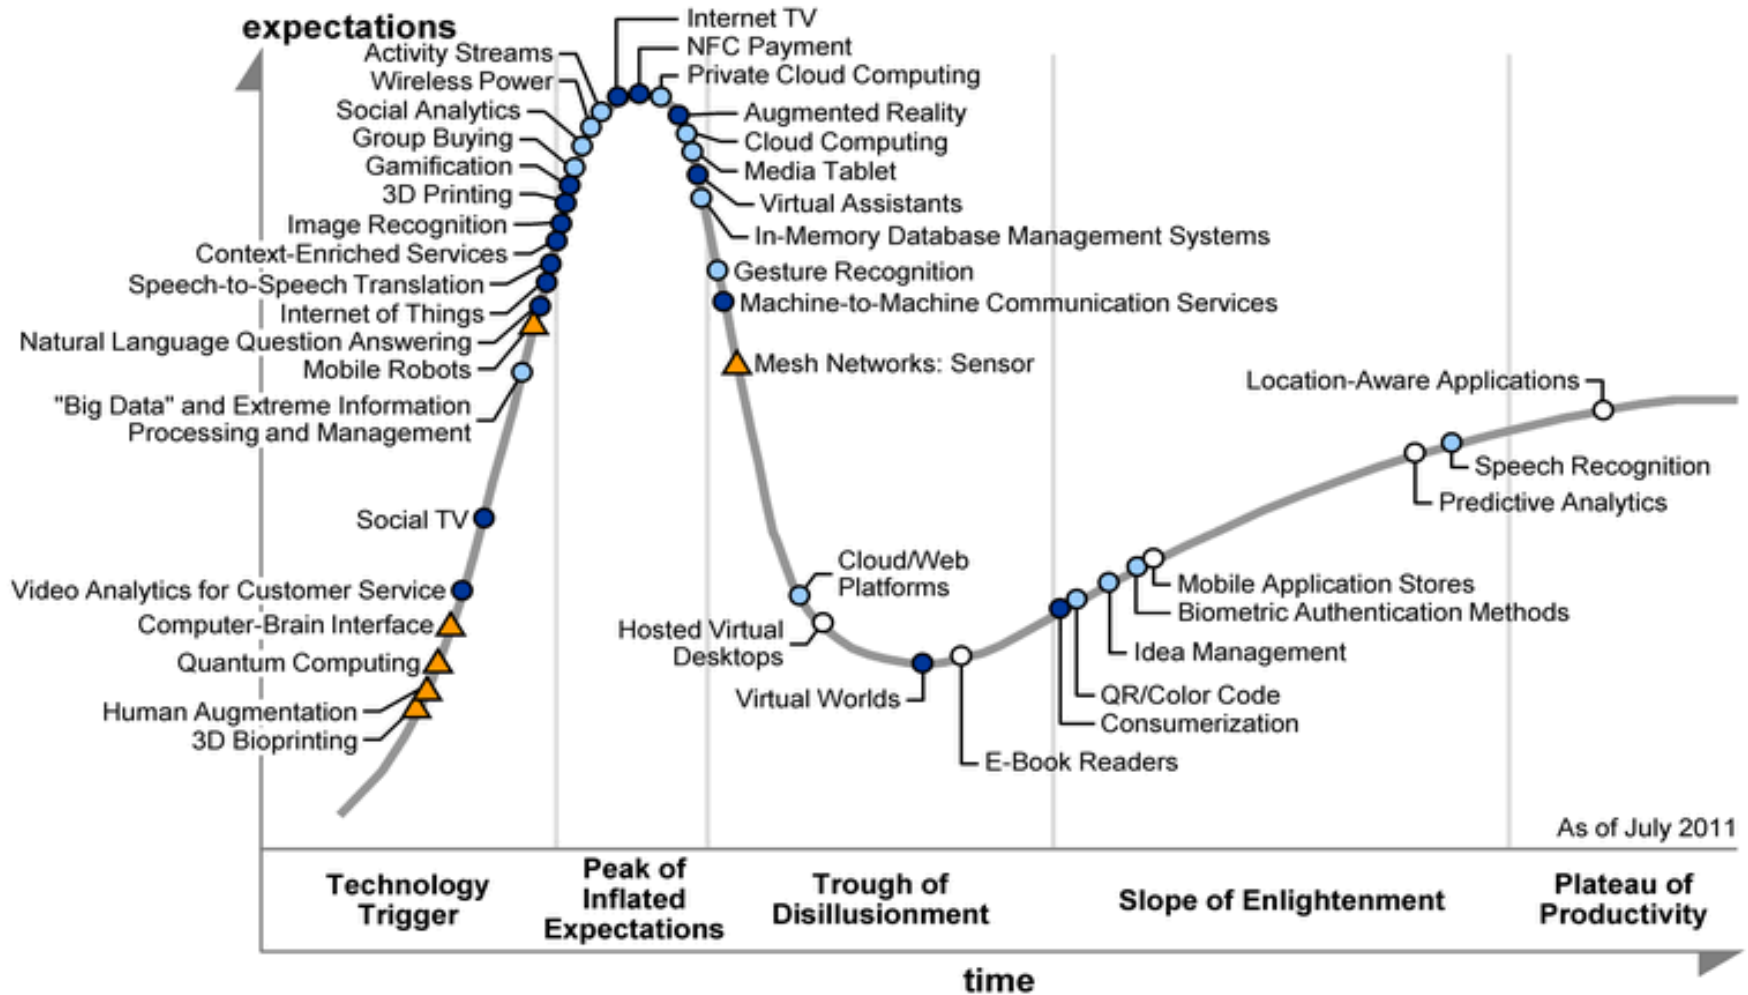 expectations
Activity Streams
Wireless Power
Social Analytics
Group Buying
Gamification
3D Printing
Image Recognition
Context-Enriched Services
Speech-to-Speech Translation
Internet of Things
Natural Language Question Answering
Mobile Robots
"Big Data" and Extreme Information
Processing and Management
Social TV
Video Analytics for Customer Service
Computer-Brain Interface
Quantum Computing
Human Augmentation
3D Bioprinting
Internet TV
NFC Payment
Private Cloud Computing
Augmented Reality
Cloud Computing
Media Tablet
Virtual Assistants
In-Memory Database Management Systems
Gesture Recognition
Machine-to-Machine Communication Services
Mesh Networks: Sensor
Cloud/Web
Platforms
Hosted Virtual
Desktops
Virtual Worlds
E-Book Readers
Consumerization
QR/Color Code
Idea Management
Biometric Authentication Methods
Mobile Application Stores
Predictive Analytics
Speech Recognition
Location-Aware Applications
As of July 2011
Technology
Trigger
Peak of
Inflated
Expectations
Trough of
Disillusionment
Slope of Enlightenment
Plateau of
Productivity
time